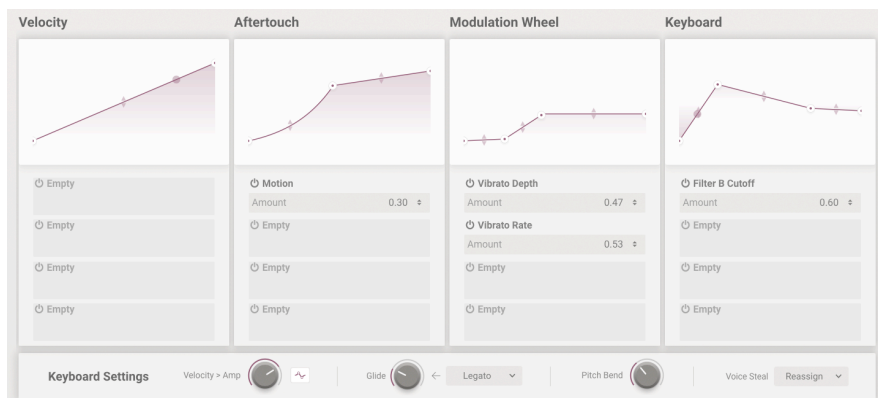 Velocity
Aftertouch
Modulation Wheel
Keyboard
Empty
Empty
Empty
Empty
Motion
Amount 0.30
Empty
Empty
Empty
Vibrato Depth
Amount 0.47
Vibrato Rate
Amount 0.53
Empty
Empty
Filter B Cutoff
Amount 0.60
Empty
Empty
Empty
Keyboard Settings
Velocity > Amp
Glide
Legato
Pitch Bend
Voice Steal
Reassign